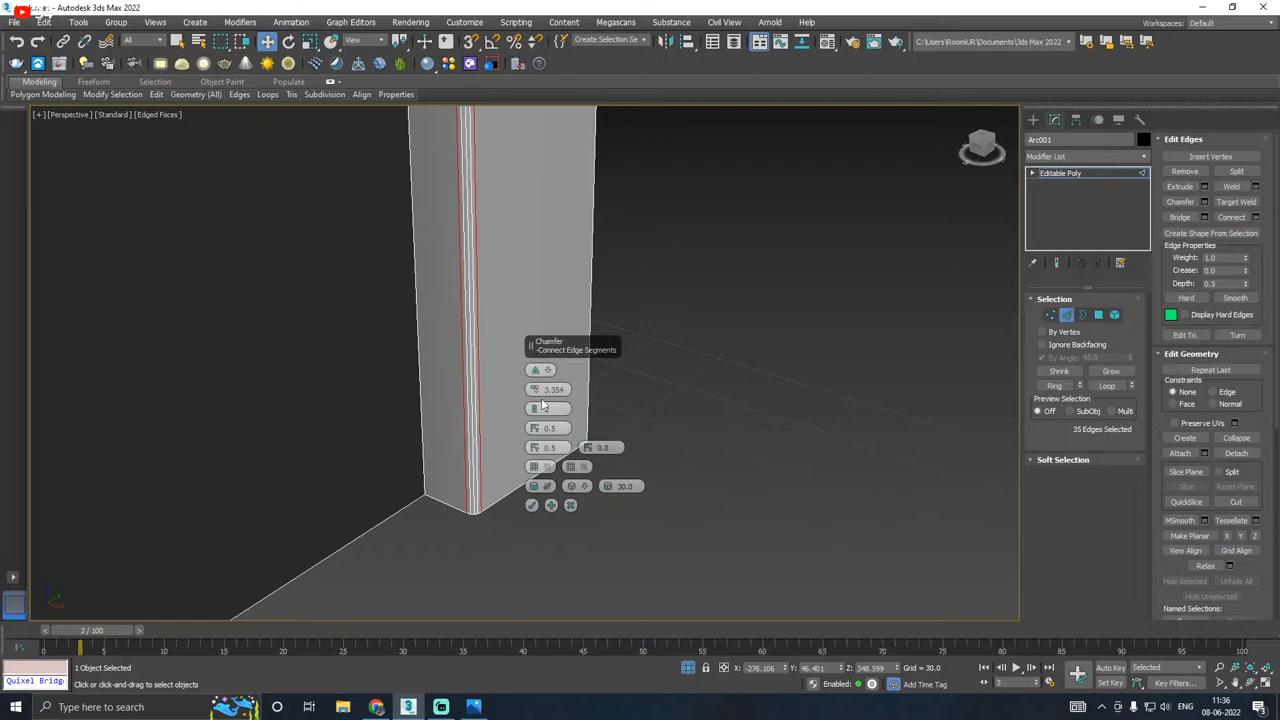 Autodesk 3ds Max 2022
File Edit Tools Group Views Create Modifiers Animation Graph Editors Rendering Customize Scripting Content Megascans Substance Civil View Arnold Help
Workspaces: Default
All
View
Create Selection Se
C:\Users\RoomUR\Documents\3ds Max 2022
Modeling Freeform Selection Object Paint Populate
Polygon Modeling Modify Selection Edit Geometry (All) Edges Loops Tris Subdivision Align Properties
[+] [Perspective] [Standard] [Edged Faces]
Arc001
Modifier List
Editable Poly
Selection
By Vertex
Ignore Backfacing
By Angle: 45.0
Shrink Grow
Ring Loop
Preview Selection
Off SubObj Multi
35 Edges Selected
Soft Selection
Edit Edges
Insert Vertex
Remove Split
Extrude Weld
Chamfer Target Weld
Bridge Connect
Create Shape From Selection
Edge Properties
Weight: 1.0
Crease: 0.0
Depth: 0.5
Hard Smooth
Display Hard Edges
Edit Tri. Turn
Edit Geometry
Repeat Last
Constraints
None Edge
Face Normal
Preserve UVs
Create Collapse
Attach Detach
Slice Plane Split
Slice Reset Plane
QuickSlice Cut
MSmooth Tessellate
Make Planar X Y Z
View Align Grid Align
Relax
Hide Selected Unhide All
Hide Unselected
Named Selections:
Chamfer
-Connect Edge Segments
3.354
0.5
0.5 0.0
30.0
3 / 100
0 5 10 15 20 25 30 35 40 45 50 55 60 65 70 75 80 85 90 95 100
Quixel Bridg
1 Object Selected
Click or click-and-drag to select objects
X: -276.106 Y: 46.401 Z: 348.599 Grid = 30.0
Enabled: Add Time Tag
3
Auto Key Selected
Set Key Key Filters...
Type here to search
ENG
11:36
08-06-2022